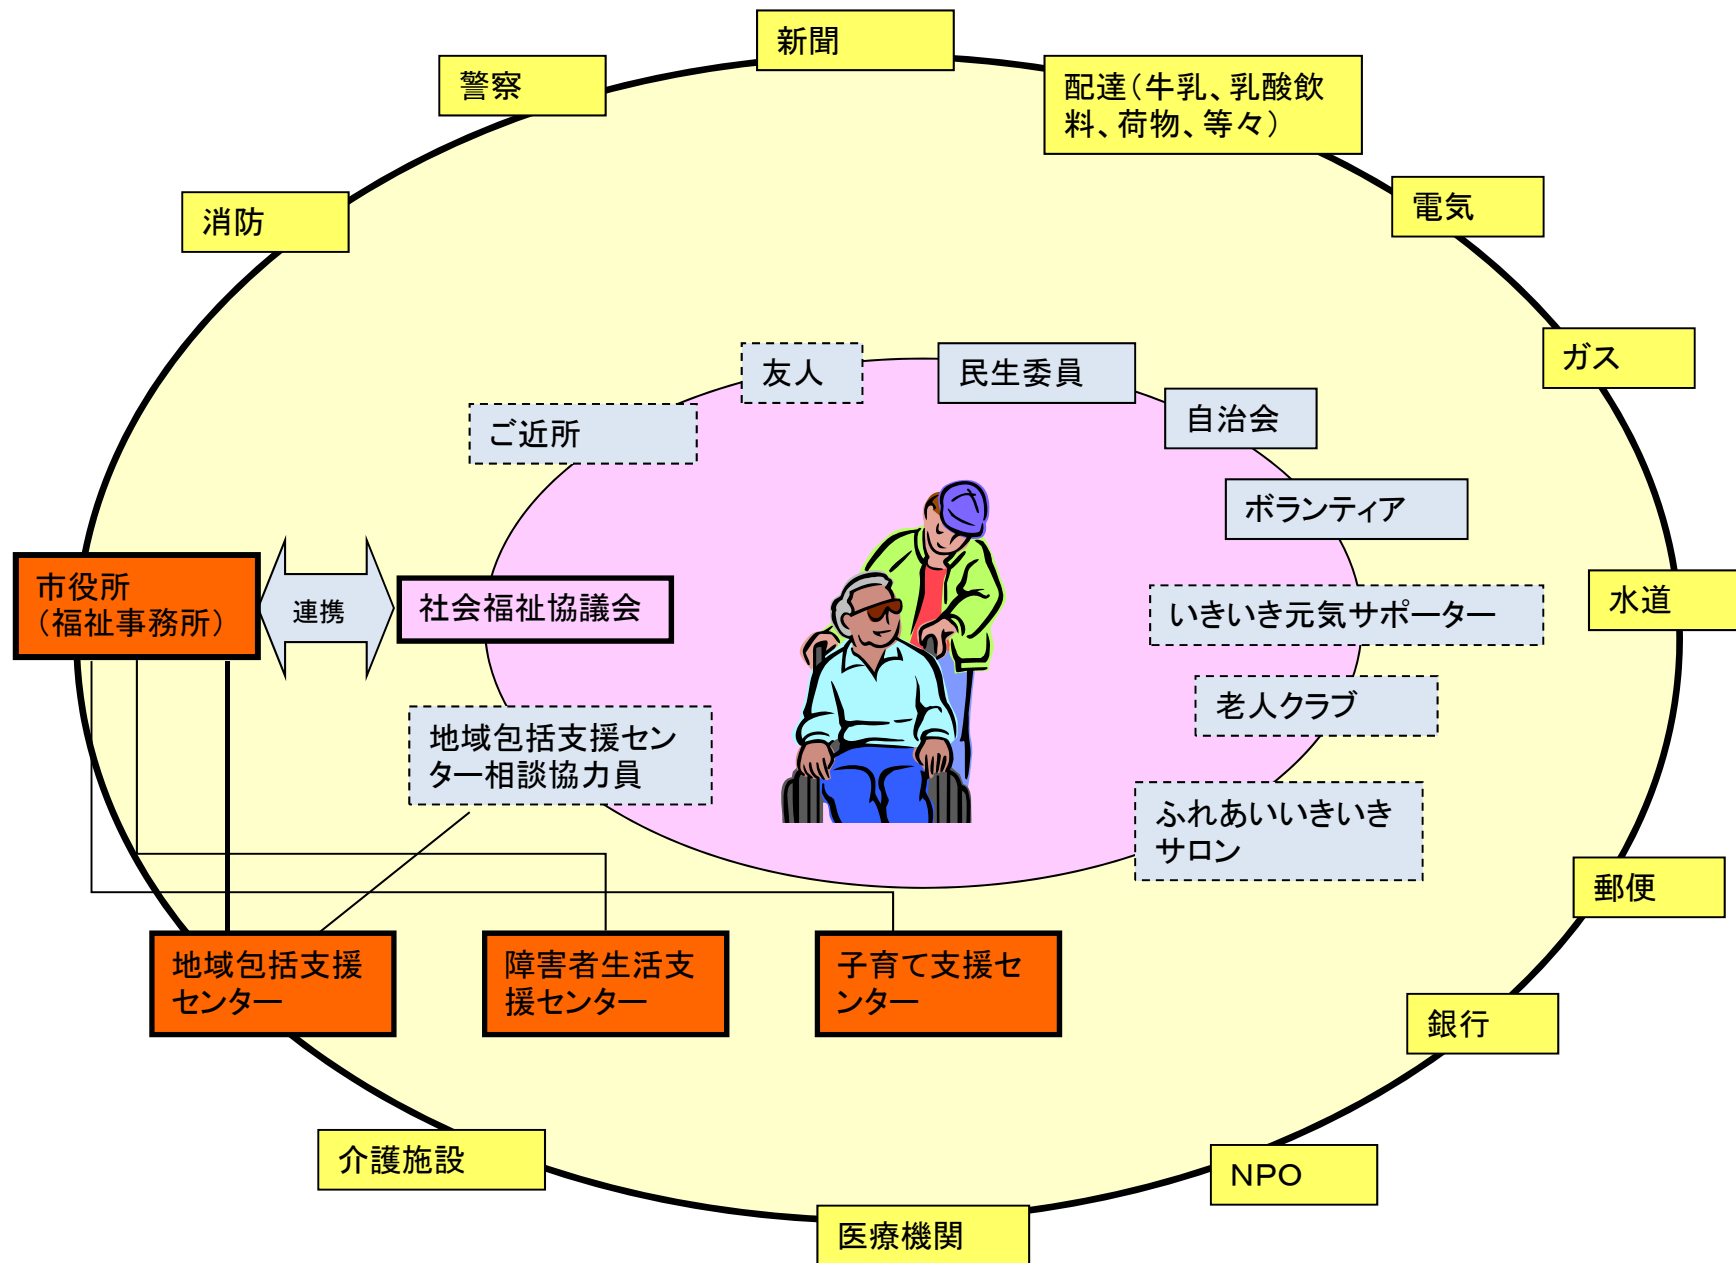 新聞
警察
配達（牛乳、乳酸飲
料、荷物、等々）
消防
電気
ガス
友人
民生委員
ご近所
自治会
ボランティア
市役所
（福祉事務所）
連携
社会福祉協議会
いきいき元気サポーター
水道
老人クラブ
地域包括支援セン
ター相談協力員
ふれあいいきいき
サロン
郵便
地域包括支援
センター
障害者生活支
援センター
子育て支援セ
ンター
銀行
介護施設
NPO
医療機関